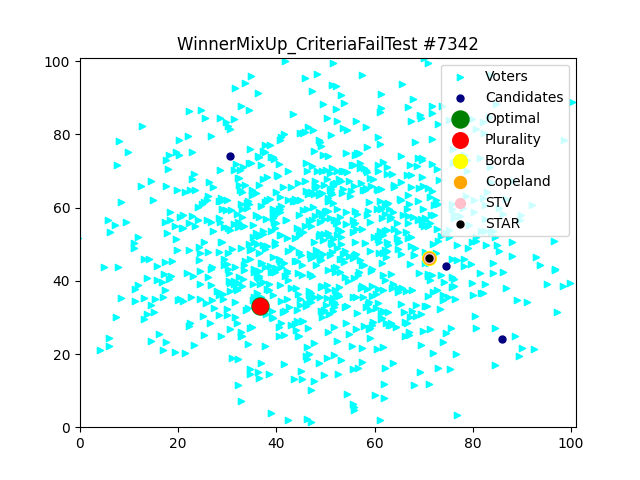 WinnerMixUp_CriteriaFailTest #7342
100
80
60
40
20
0
0
20
40
60
80
100
Voters
Candidates
Optimal
Plurality
Borda
Copeland
STV
STAR